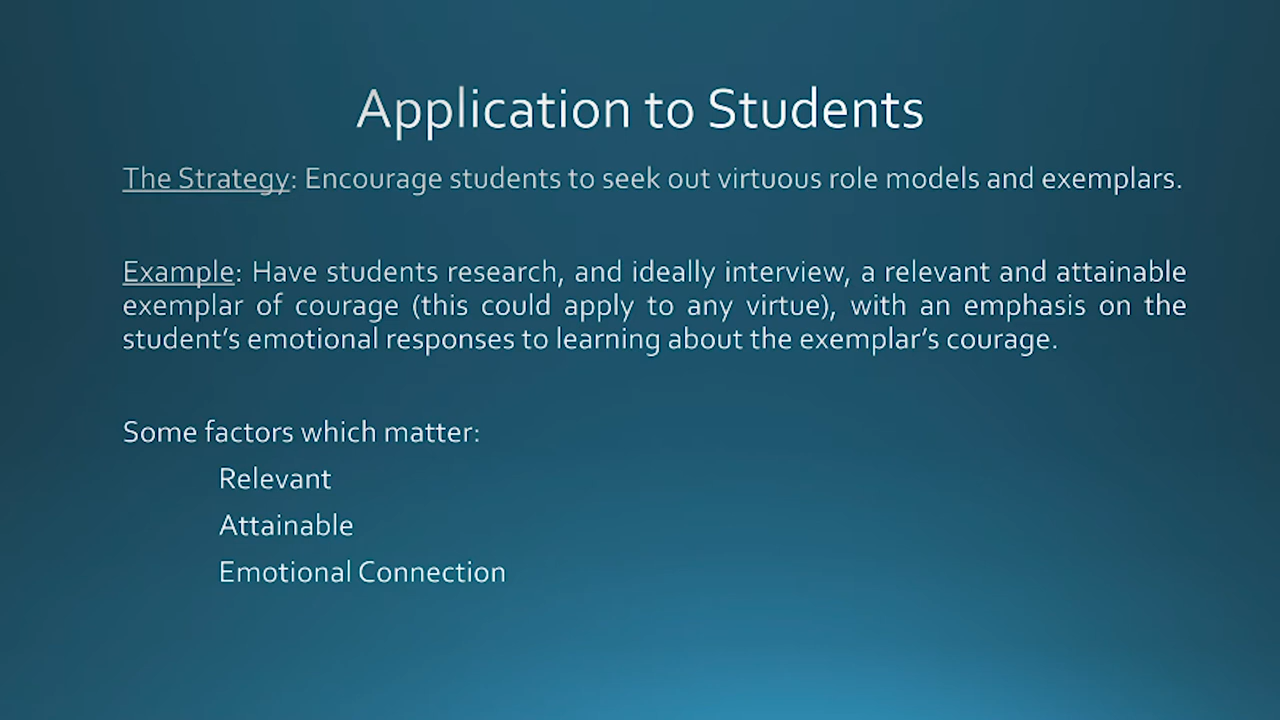 Application to Students
The Strategy: Encourage students to seek out virtuous role models and exemplars.
Example: Have students research, and ideally interview, a relevant and attainable
exemplar of courage (this could apply to any virtue), with an emphasis on the
student’s emotional responses to learning about the exemplar’s courage.
Some factors which matter:
Relevant
Attainable
Emotional Connection